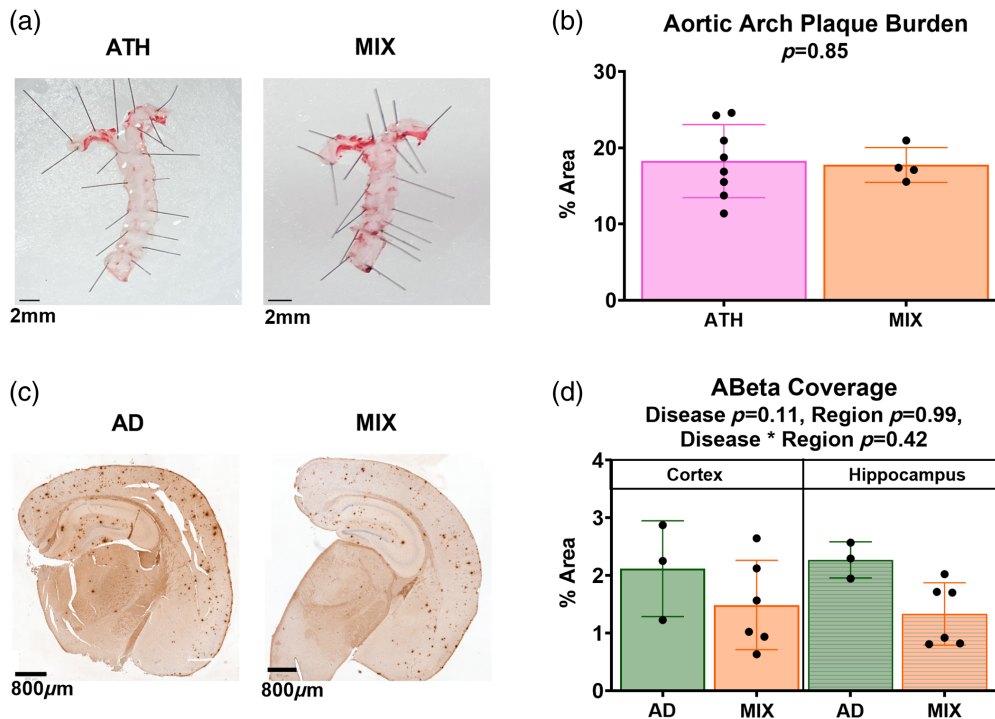 (a)
ATH
MIX
2mm
2mm
(b)
Aortic Arch Plaque Burden
p=0.85
% Area
30
20
10
0
ATH
MIX
(c)
AD
MIX
800µm
800µm
(d)
ABeta Coverage
Disease p=0.11, Region p=0.99,
Disease * Region p=0.42
% Area
4
3
2
1
0
Cortex
Hippocampus
AD
MIX
AD
MIX